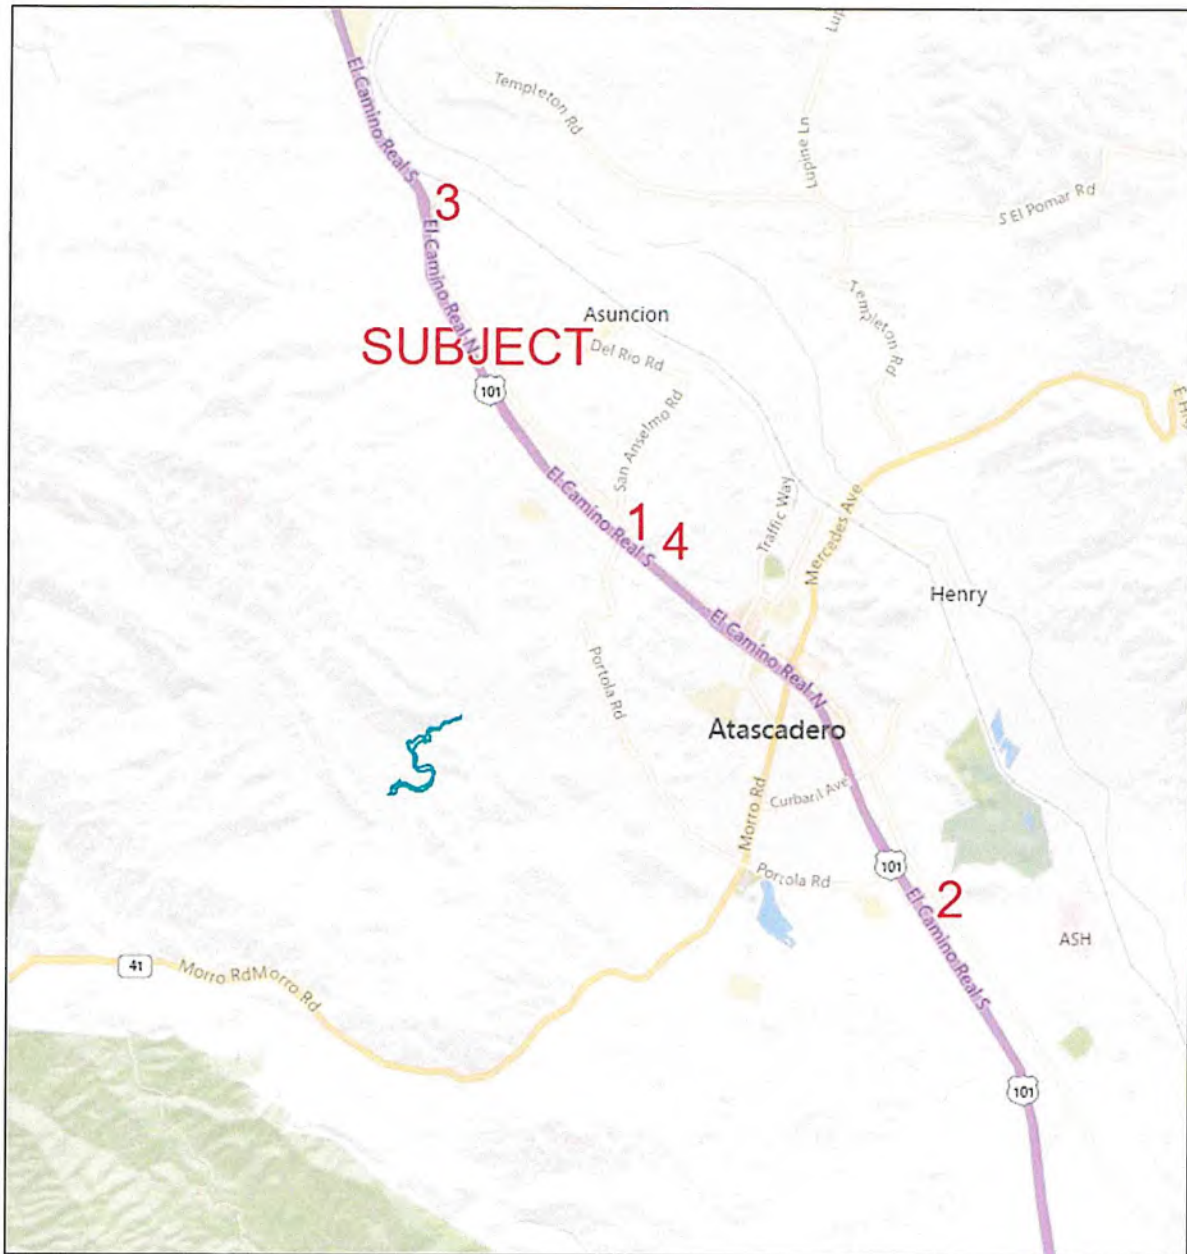 Lup
Templeton Rd
El Camino Real S
Lupine Ln
S El Pomar Rd
3
El Camino Real N
Asuncion
Templeton Rd
SUBJECT
Del Rio Rd
101
San Anselmo Rd
El Camino Real S
1
4
Traffic Way
Mercedes Ave
Henry
El Camino Real N
Portola Rd
Atascadero
Morro Rd
Curbaril Ave
Portola Rd
101
2
El Camino Real S
ASH
41
Morro Rd
Morro Rd
101